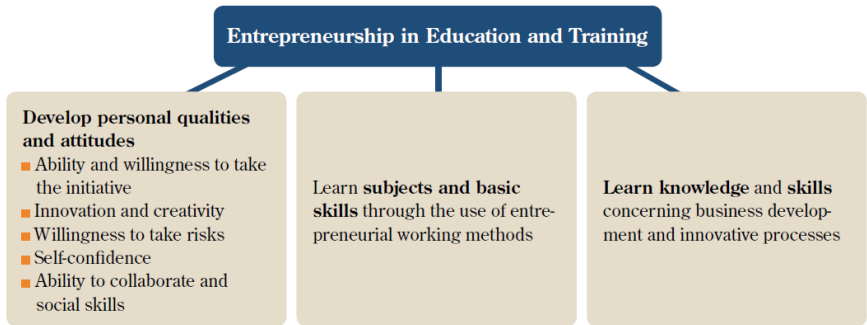 Entrepreneurship in Education and Training
Develop personal qualities
and attitudes
Ability and willingness to take
the initiative
Innovation and creativity
Willingness to take risks
Self-confidence
Ability to collaborate and
social skills
Learn subjects and basic
skills through the use of entre-
preneurial working methods
Learn knowledge and skills
concerning business develop-
ment and innovative processes